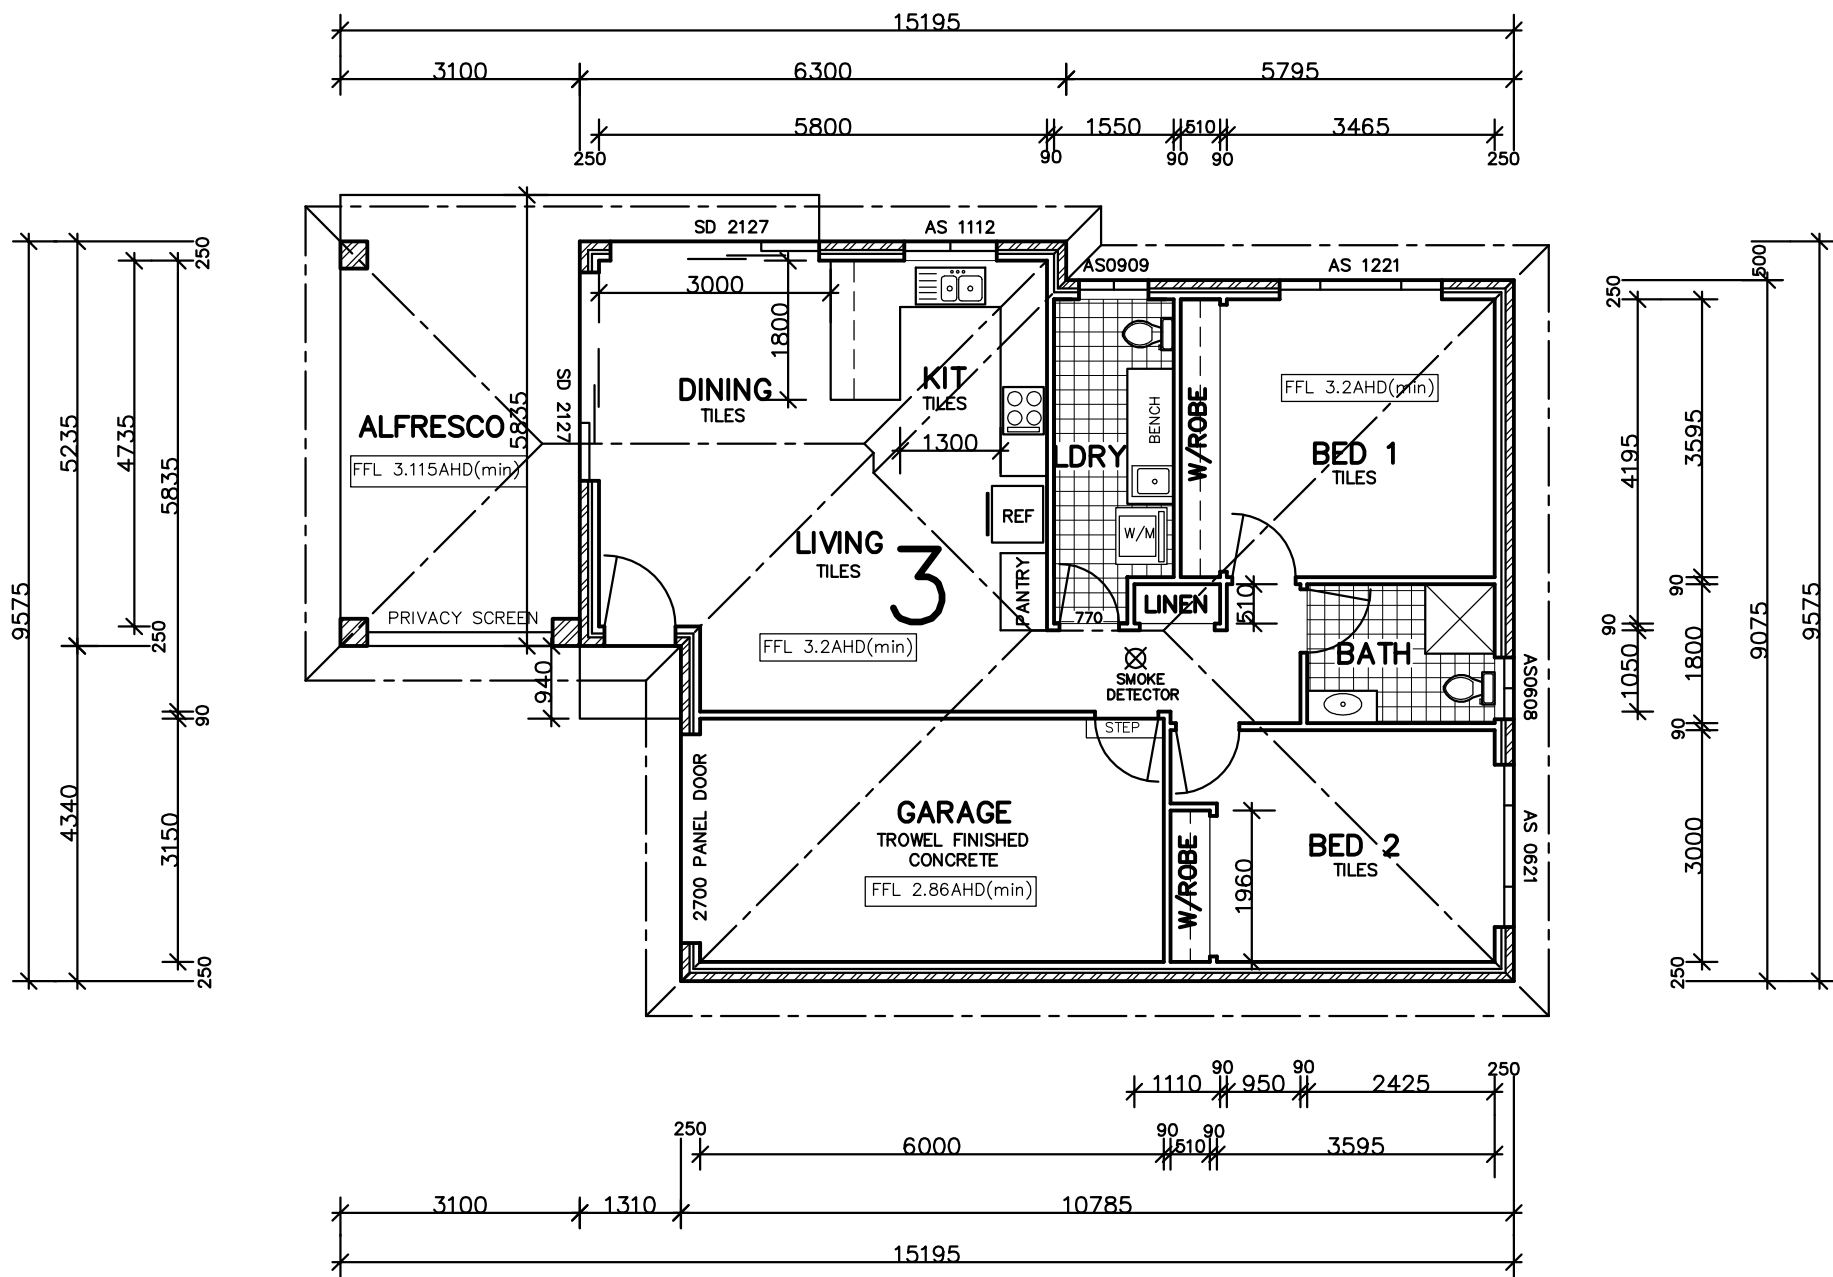 15195
3100 6300 5795
5800 1550 510 3465
250 90 90 90 250
SD 2127 AS 1112
AS0909 AS 1221
250
500
250
3000
1800
SD 2127
5835
DINING
TILES
KIT
TILES
1300
ALFRESCO
FFL 3.115AHD(min)
LDRY
BENCH
W/ROBE
FFL 3.2AHD(min)
BED 1
TILES
5235
4735
5835
4195
3595
REF
W/M
LIVING
TILES
3
PANTRY
770
LINEN
510
PRIVACY SCREEN
FFL 3.2AHD(min)
SMOKE
DETECTOR
BATH
AS0608
9575
250
940
90
90
90
1050
1800
90
9075
9575
STEP
2700 PANEL DOOR
GARAGE
TROWEL FINISHED
CONCRETE
FFL 2.86AHD(min)
W/ROBE
1960
BED 2
TILES
AS 0621
4340
3150
250
3000
250
90 90 250
1110 950 2425
250 90 90
6000 510 3595
3100 1310 10785
15195